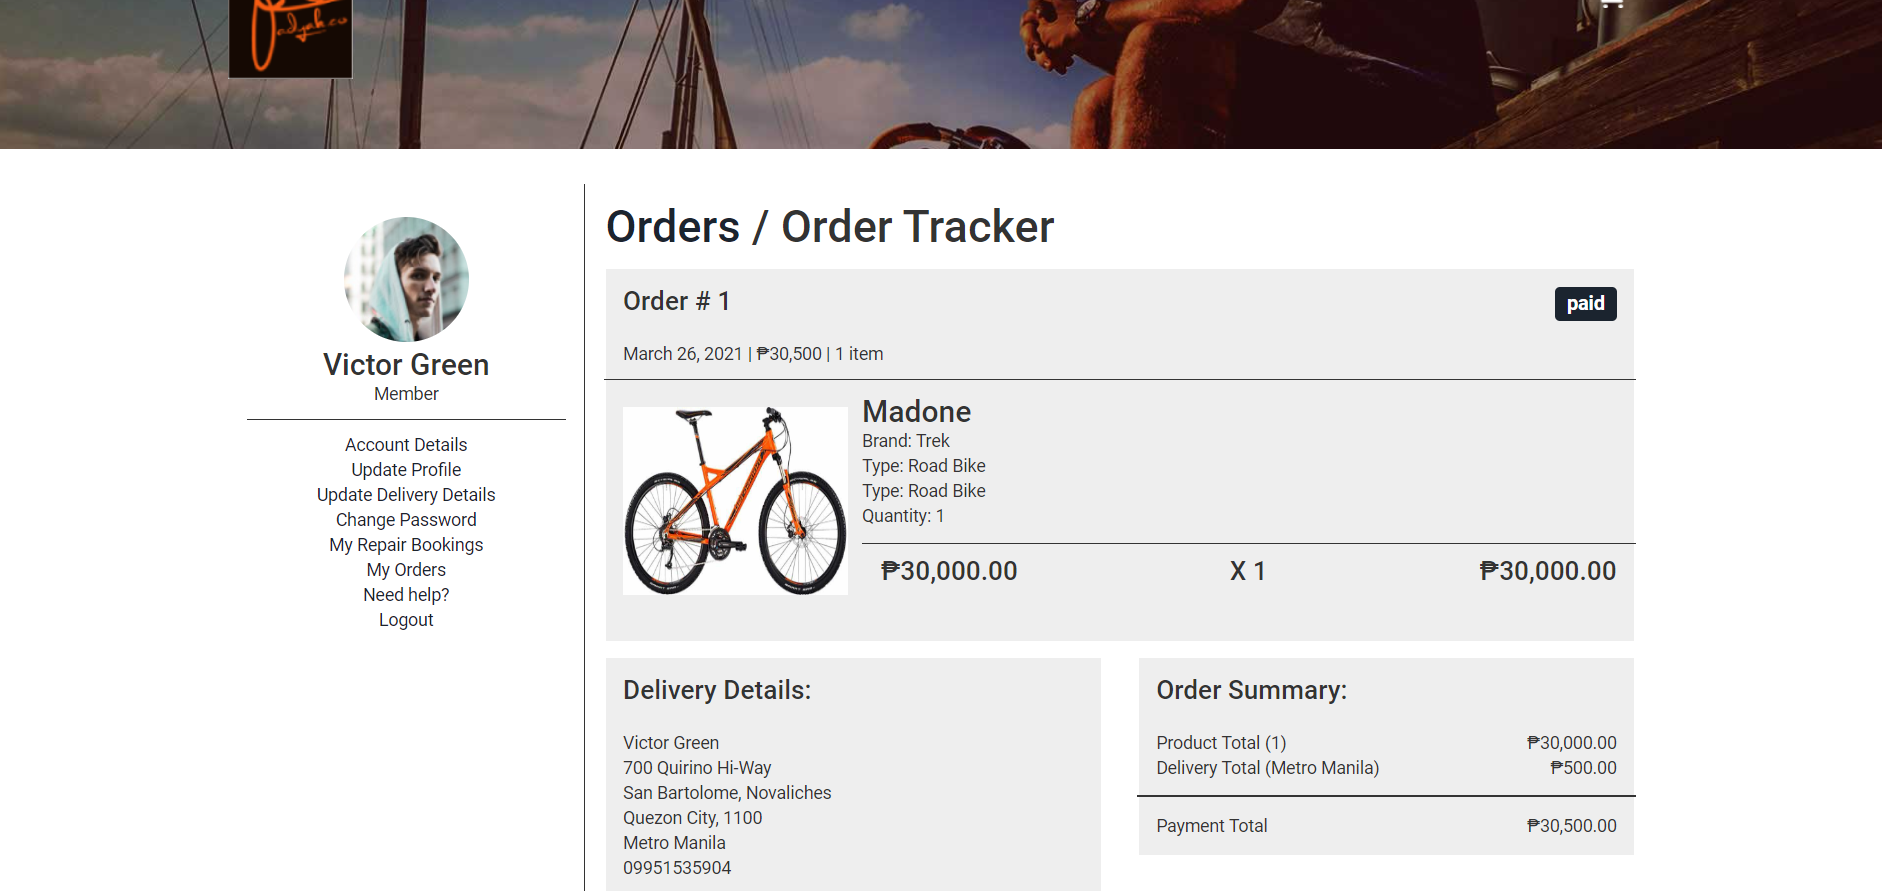 adyak.co
Victor Green
Member
Account Details
Update Profile
Update Delivery Details
Change Password
My Repair Bookings
My Orders
Need help?
Logout
Orders / Order Tracker
Order # 1
paid
March 26, 2021 | ₱30,500 | 1 item
Madone
Brand: Trek
Type: Road Bike
Type: Road Bike
Quantity: 1
₱30,000.00 X 1 ₱30,000.00
Delivery Details:
Victor Green
700 Quirino Hi-Way
San Bartolome, Novaliches
Quezon City, 1100
Metro Manila
09951535904
Order Summary:
Product Total (1) ₱30,000.00
Delivery Total (Metro Manila) ₱500.00
Payment Total ₱30,500.00